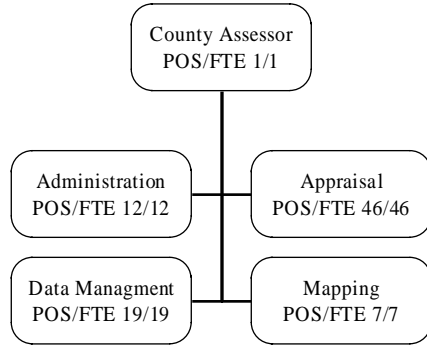 County Assessor
POS/FTE 1/1
Administration
POS/FTE 12/12
Appraisal
POS/FTE 46/46
Data Managment
POS/FTE 19/19
Mapping
POS/FTE 7/7